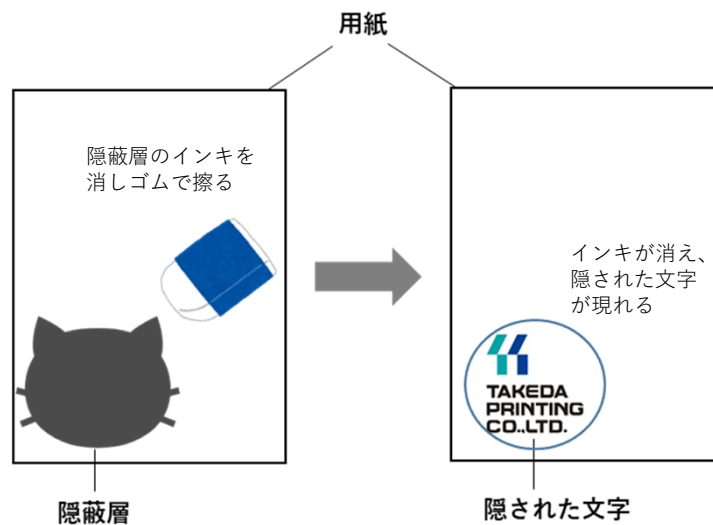 用紙
隠蔽層のインキを
消しゴムで擦る
インキが消え、
隠された文字
が現れる
TAKEDA
PRINTING
CO.,LTD.
隠蔽層
隠された文字